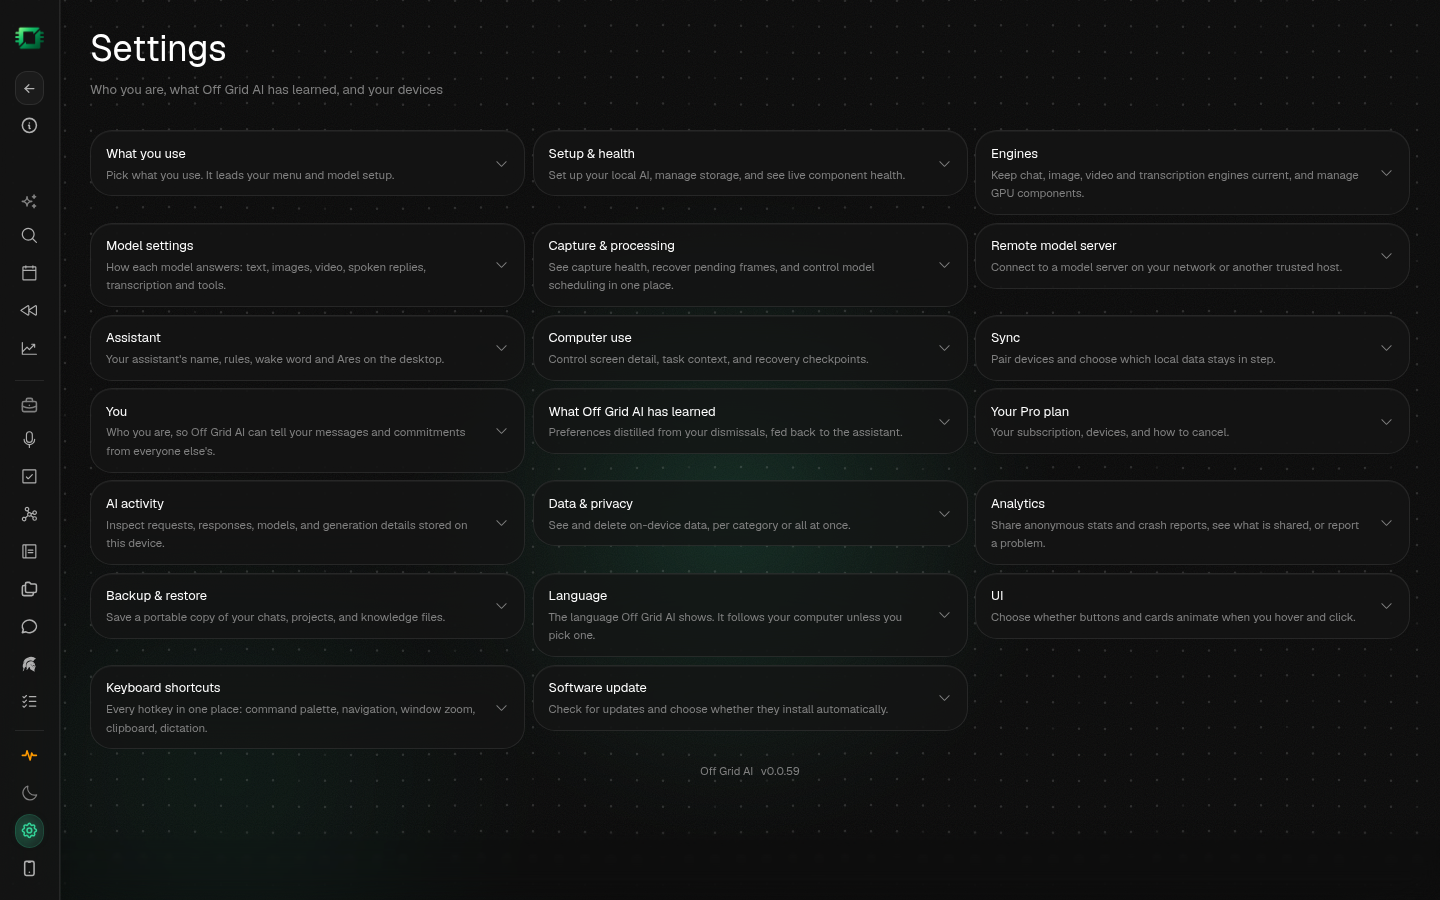 Settings
Who you are, what Off Grid AI has learned, and your devices
What you use
Pick what you use. It leads your menu and model setup.
Setup & health
Set up your local AI, manage storage, and see live component health.
Engines
Keep chat, image, video and transcription engines current, and manage
GPU components.
Model settings
How each model answers: text, images, video, spoken replies,
transcription and tools.
Capture & processing
See capture health, recover pending frames, and control model
scheduling in one place.
Remote model server
Connect to a model server on your network or another trusted host.
Assistant
Your assistant's name, rules, wake word and Ares on the desktop.
Computer use
Control screen detail, task context, and recovery checkpoints.
Sync
Pair devices and choose which local data stays in step.
You
Who you are, so Off Grid AI can tell your messages and commitments
from everyone else's.
What Off Grid AI has learned
Preferences distilled from your dismissals, fed back to the assistant.
Your Pro plan
Your subscription, devices, and how to cancel.
AI activity
Inspect requests, responses, models, and generation details stored on
this device.
Data & privacy
See and delete on-device data, per category or all at once.
Analytics
Share anonymous stats and crash reports, see what is shared, or report
a problem.
Backup & restore
Save a portable copy of your chats, projects, and knowledge files.
Language
The language Off Grid AI shows. It follows your computer unless you
pick one.
UI
Choose whether buttons and cards animate when you hover and click.
Keyboard shortcuts
Every hotkey in one place: command palette, navigation, window zoom,
clipboard, dictation.
Software update
Check for updates and choose whether they install automatically.
Off Grid AI v0.0.59